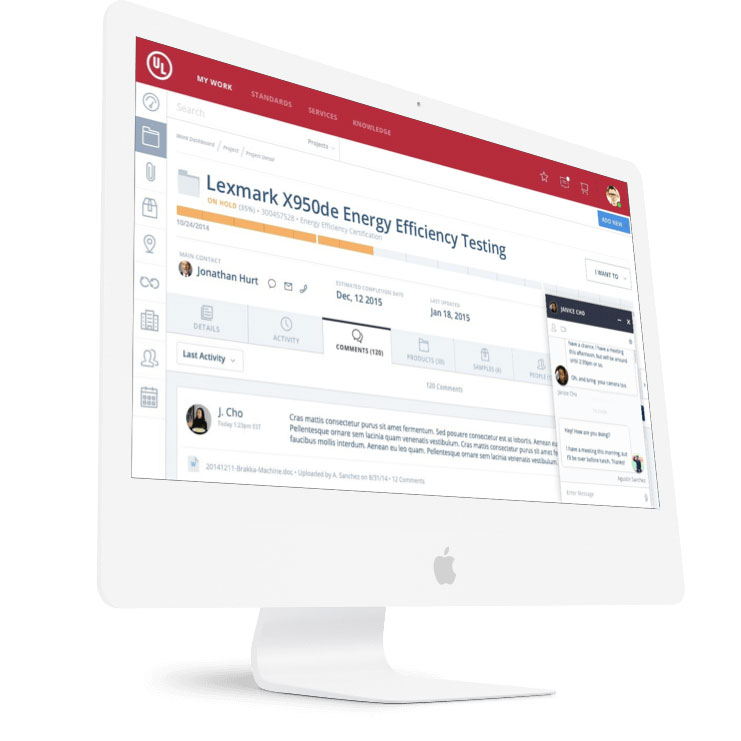 UL
MY WORK
STANDARDS
SERVICES
KNOWLEDGE
Search
Projects
Work Dashboard / Project / Project Detail
Lexmark X950de Energy Efficiency Testing
ADD NEW
ON HOLD (35%) • 300457528 • Energy Efficiency Certification
10/24/2014
I WANT TO
MAIN CONTACT
Jonathan Hurt
ESTIMATED COMPLETION DATE
Dec, 12 2015
LAST UPDATED
Jan 18, 2015
DETAILS
ACTIVITY
COMMENTS (120)
PRODUCTS (30)
SAMPLES (4)
Last Activity
120 Comments
J. Cho
Today 1:23pm EST
Cras mattis consectetur purus sit amet fermentum. Sed posuere consectetur est at lobortis. Aenean
Pellentesque ornare sem lacinia quam venenatis vestibulum. Cras mattis consectetur purus sit amet
faucibus mollis interdum. Aenean eu leo quam. Pellentesque ornare sem lacinia quam vestibulum
20141211-Brakka-Machine.doc • Uploaded by A. Sanchez on 8/31/14 • 12 Comments
JANICE CHO
have a chance. I have a meeting
this afternoon, but will be around
until 2:30pm or so.
Oh, and bring your camera too.
Janice Cho
Hey! How are you doing?
I have a meeting this morning, but
I'll be over before lunch. Thanks!
Agustin Sanchez
Enter Message